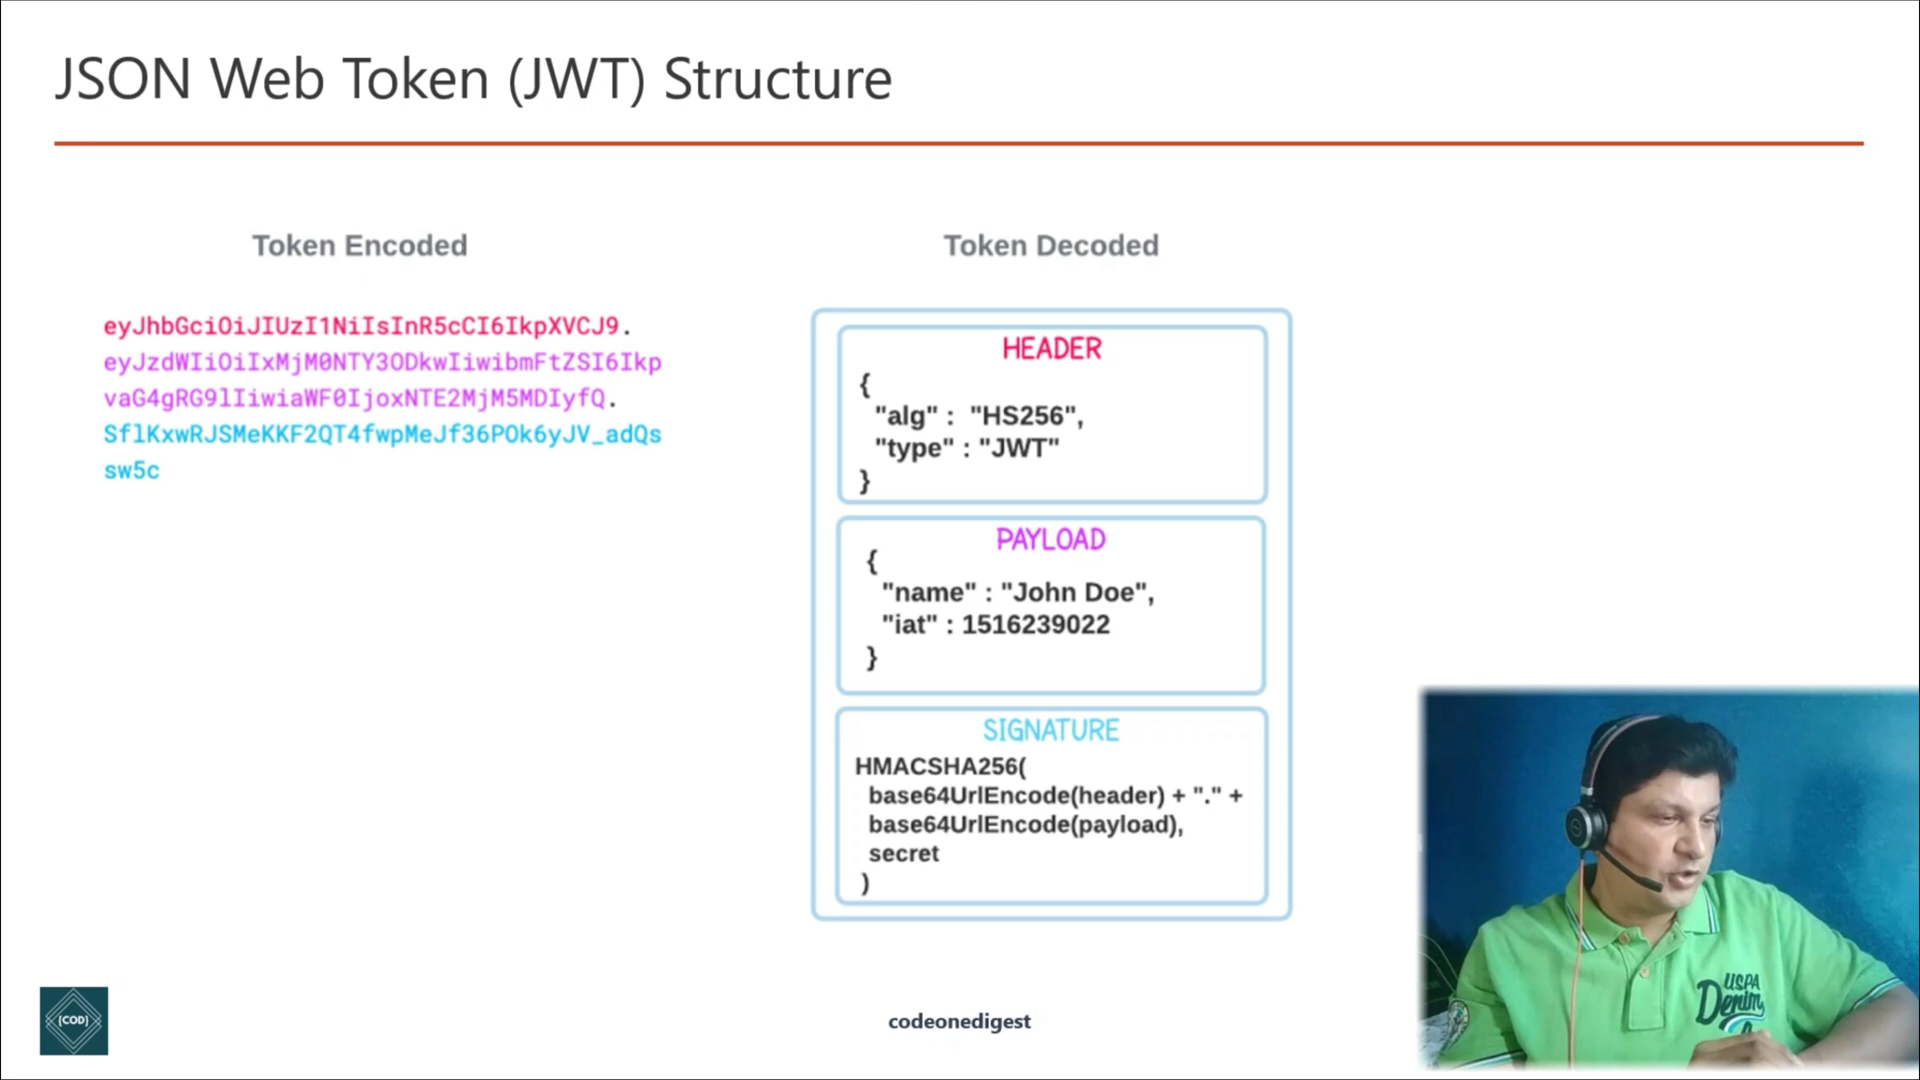 JSON Web Token (JWT) Structure
Token Encoded
eyJhbGciOiJIUzI1NiIsInR5cCI6IkpXVCJ9.
eyJzdWIiOiIxMjM0NTY3ODkwIiwibmFtZSI6Ikp
vaG4gRG9lIiwiaWF0IjoxNTE2MjM5MDIyfQ.
SflKxwRJSMeKKF2QT4fwpMeJf36POk6yJV_adQs
sw5c
Token Decoded
HEADER
{
"alg" : "HS256",
"type" : "JWT"
}
PAYLOAD
{
"name" : "John Doe",
"iat" : 1516239022
}
SIGNATURE
HMACSHA256(
base64UrlEncode(header) + "." +
base64UrlEncode(payload),
secret
)
USPA
Denim
{COD}
codeonedigest